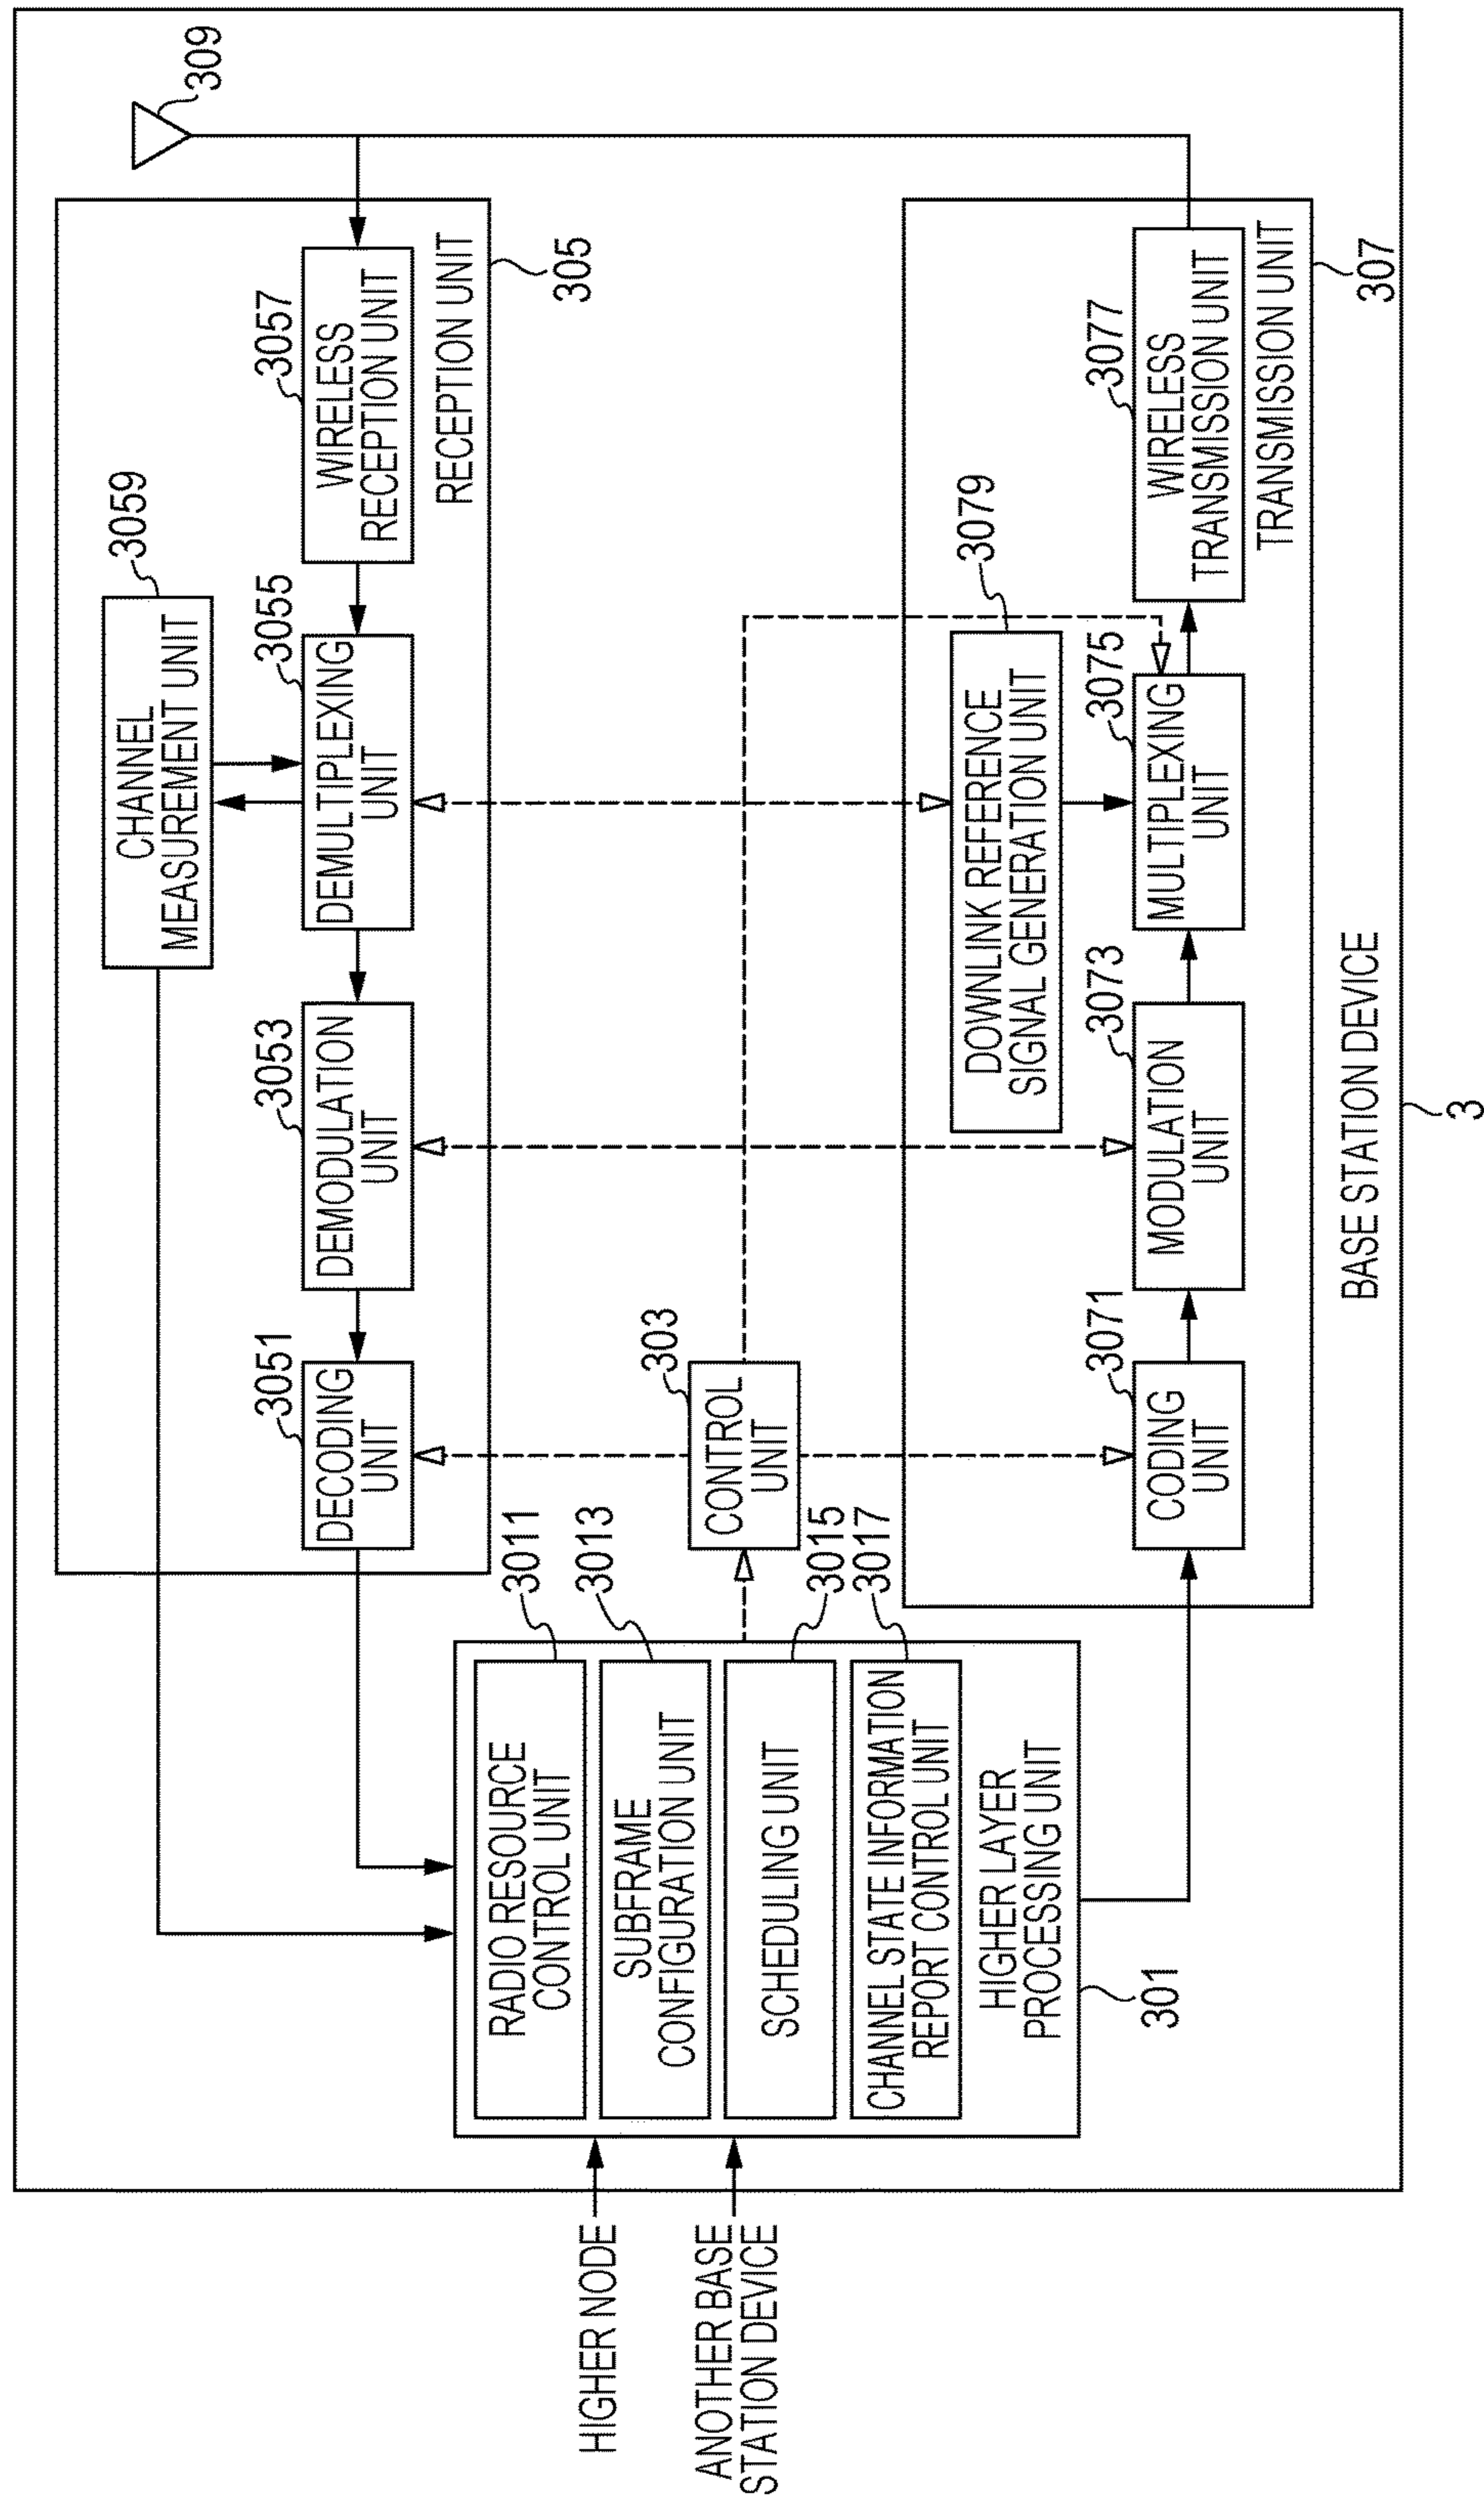 HIGHER NODE
ANOTHER BASE
STATION DEVICE
RADIO RESOURCE
CONTROL UNIT
3011
SUBFRAME
CONFIGURATION UNIT
3013
SCHEDULING UNIT
3015
CHANNEL STATE INFORMATION
REPORT CONTROL UNIT
3017
HIGHER LAYER
PROCESSING UNIT
301
CONTROL
UNIT
303
CHANNEL
MEASUREMENT UNIT
3059
DECODING
UNIT
3051
DEMODULATION
UNIT
3053
DEMULTIPLEXING
UNIT
3055
WIRELESS
RECEPTION UNIT
3057
RECEPTION UNIT
305
309
DOWNLINK REFERENCE
SIGNAL GENERATION UNIT
3079
CODING
UNIT
3071
MODULATION
UNIT
3073
MULTIPLEXING
UNIT
3075
WIRELESS
TRANSMISSION UNIT
3077
TRANSMISSION UNIT
307
BASE STATION DEVICE
3